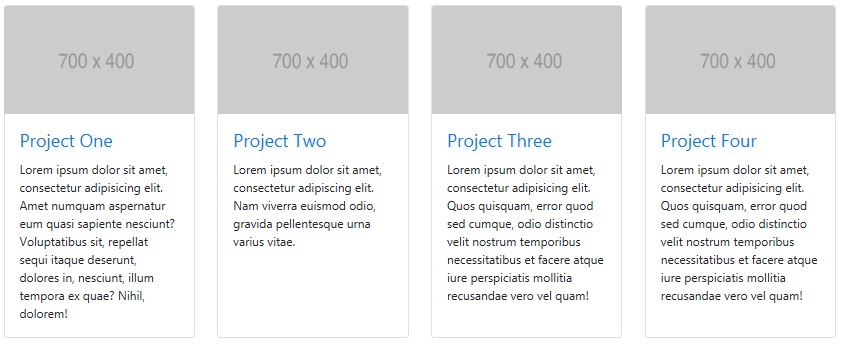 700 x 400
Project One
Lorem ipsum dolor sit amet,
consectetur adipisicing elit.
Amet numquam aspernatur
eum quasi sapiente nesciunt?
Voluptatibus sit, repellat
sequi itaque deserunt,
dolores in, nesciunt, illum
tempora ex quae? Nihil,
dolorem!
700 x 400
Project Two
Lorem ipsum dolor sit amet,
consectetur adipiscing elit.
Nam viverra euismod odio,
gravida pellentesque urna
varius vitae.
700 x 400
Project Three
Lorem ipsum dolor sit amet,
consectetur adipisicing elit.
Quos quisquam, error quod
sed cumque, odio distinctio
velit nostrum temporibus
necessitatibus et facere atque
iure perspiciatis mollitia
recusandae vero vel quam!
700 x 400
Project Four
Lorem ipsum dolor sit amet,
consectetur adipisicing elit.
Quos quisquam, error quod
sed cumque, odio distinctio
velit nostrum temporibus
necessitatibus et facere atque
iure perspiciatis mollitia
recusandae vero vel quam!